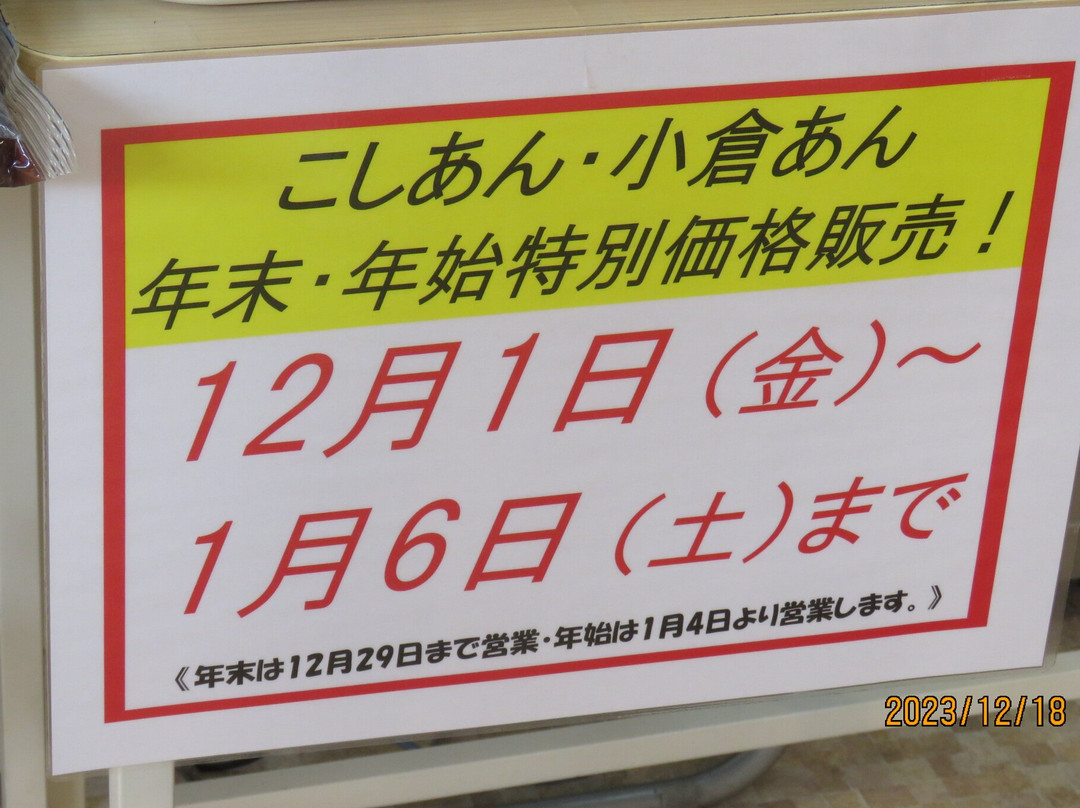 こしあん・小倉あん
年末・年始特別価格販売！
12月1日（金）～
1月6日（土）まで
《年末は12月29日まで営業・年始は1月4日より営業します。》
2023/12/18